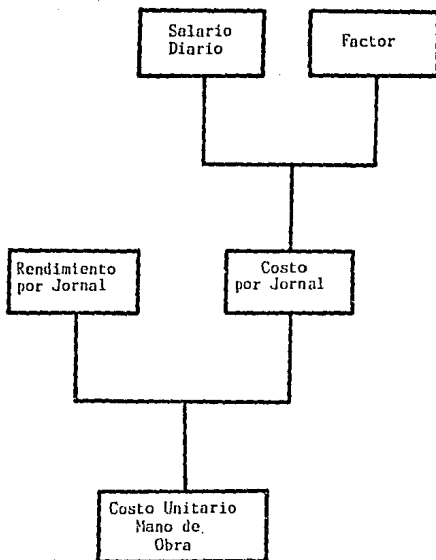 Salario
Diario
Factor
Rendimiento
por Jornal
Costo
por Jornal
Costo Unitario
Mano de.
Obra